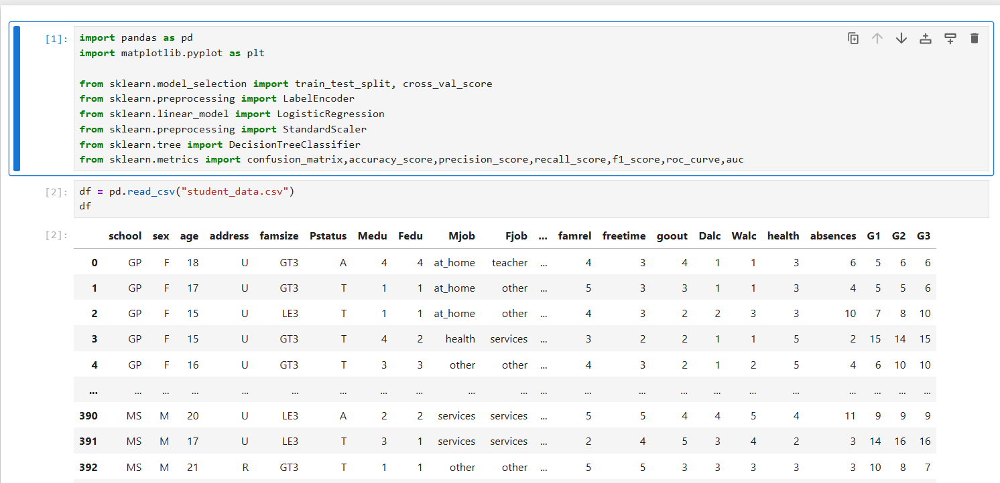 [1]: import pandas as pd
import matplotlib.pyplot as plt
from sklearn.model_selection import train_test_split, cross_val_score
from sklearn.preprocessing import LabelEncoder
from sklearn.linear_model import LogisticRegression
from sklearn.preprocessing import StandardScaler
from sklearn.tree import DecisionTreeClassifier
from sklearn.metrics import confusion_matrix,accuracy_score,precision_score,recall_score,f1_score,roc_curve,auc
[2]: df = pd.read_csv("student_data.csv")
df
[2]: school sex age address famsize Pstatus Medu Fedu Mjob Fjob ... famrel freetime goout Dalc Walc health absences G1 G2 G3
0 GP F 18 U GT3 A 4 4 at_home teacher ... 4 3 4 1 1 3 6 5 6 6
1 GP F 17 U GT3 T 1 1 at_home other ... 5 3 3 1 1 3 4 5 5 6
2 GP F 15 U LE3 T 1 1 at_home other ... 4 3 2 2 3 3 10 7 8 10
3 GP F 15 U GT3 T 4 2 health services ... 3 2 2 1 1 5 2 15 14 15
4 GP F 16 U GT3 T 3 3 other other ... 4 3 2 1 2 5 4 6 10 10
... ... ... ... ... ... ... ... ... ... ... ... ... ... ... ... ... ... ... ... ... ...
390 MS M 20 U LE3 A 2 2 services services ... 5 5 4 4 5 4 11 9 9 9
391 MS M 17 U LE3 T 3 1 services services ... 2 4 5 3 4 2 3 14 16 16
392 MS M 21 R GT3 T 1 1 other other ... 5 5 3 3 3 3 3 10 8 7